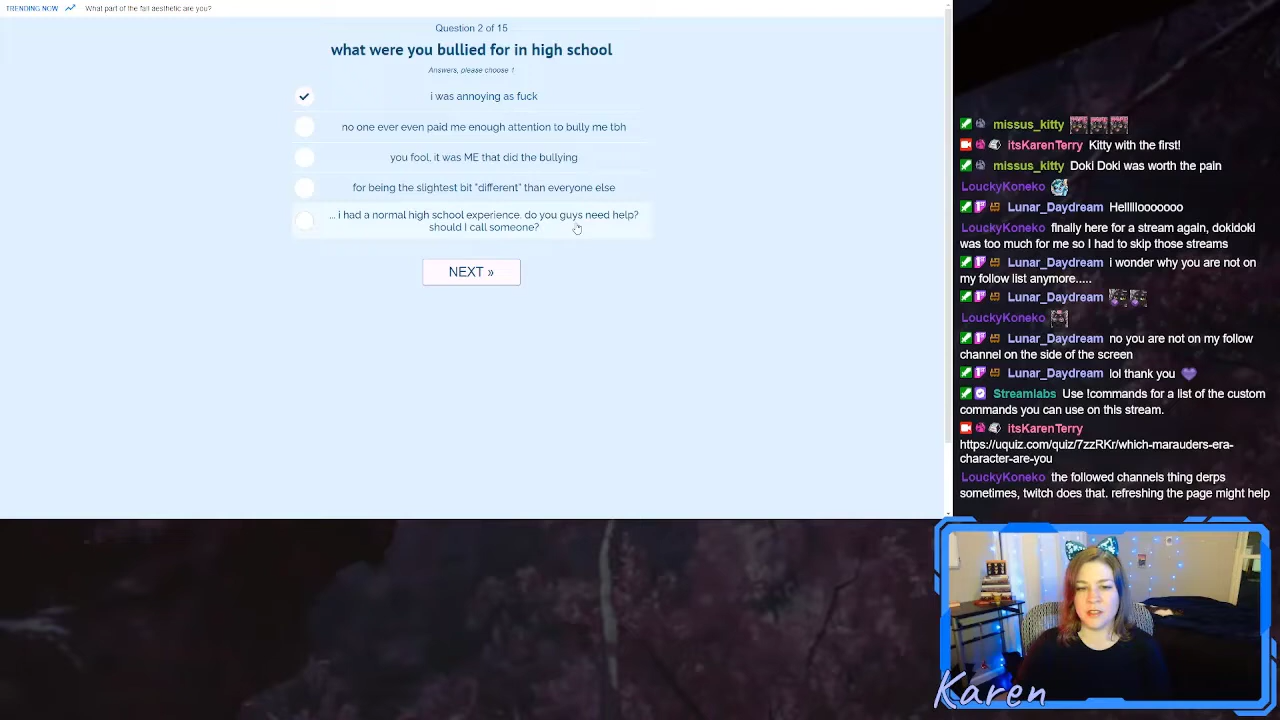 TRENDING NOW What part of the fall aesthetic are you?
Question 2 of 15
what were you bullied for in high school
Answers, please choose 1
i was annoying as fuck
no one ever even paid me enough attention to bully me tbh
you fool, it was ME that did the bullying
for being the slightest bit "different" than everyone else
... i had a normal high school experience. do you guys need help?
should I call someone?
NEXT »
missus_kitty
itsKarenTerry Kitty with the first!
missus_kitty Doki Doki was worth the pain
LouckyKoneko
Lunar_Daydream Hellllloooooooo
LouckyKoneko finally here for a stream again, dokidoki
was too much for me so I had to skip those streams
Lunar_Daydream i wonder why you are not on
my follow list anymore.....
Lunar_Daydream
LouckyKoneko
Lunar_Daydream no you are not on my follow
channel on the side of the screen
Lunar_Daydream lol thank you
Streamlabs Use !commands for a list of the custom
commands you can use on this stream.
itsKarenTerry
https://uquiz.com/quiz/7zzRKr/which-marauders-era-
character-are-you
LouckyKoneko the followed channels thing derps
sometimes, twitch does that. refreshing the page might help
Karen